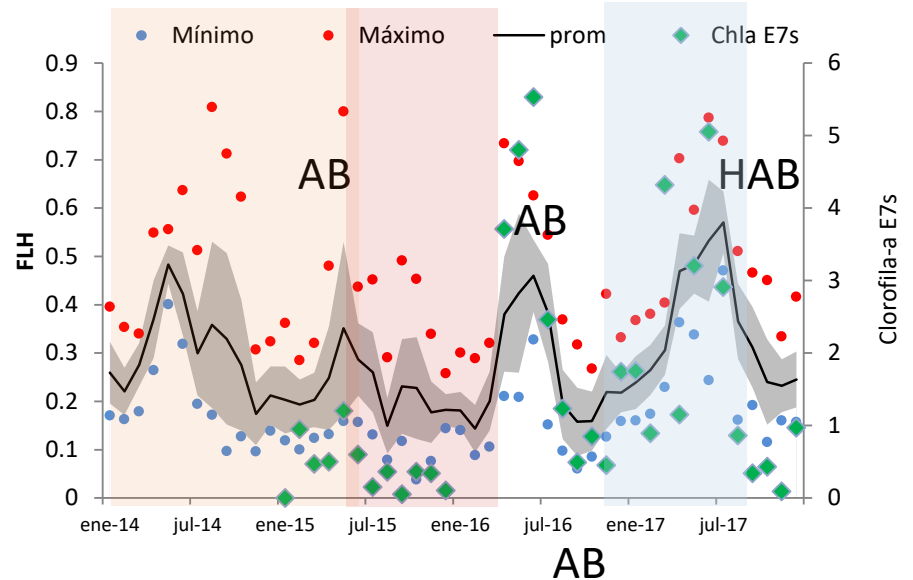 Mínimo Máximo prom Chla E7s
0.9 6
0.8
0.7 5
AB HAB
0.6 4
AB
0.5
FLH
3
Clorofila-a E7s
0.4
0.3 2
0.2
1
0.1
0 0
ene-14 jul-14 ene-15 jul-15 ene-16 jul-16 ene-17 jul-17
AB